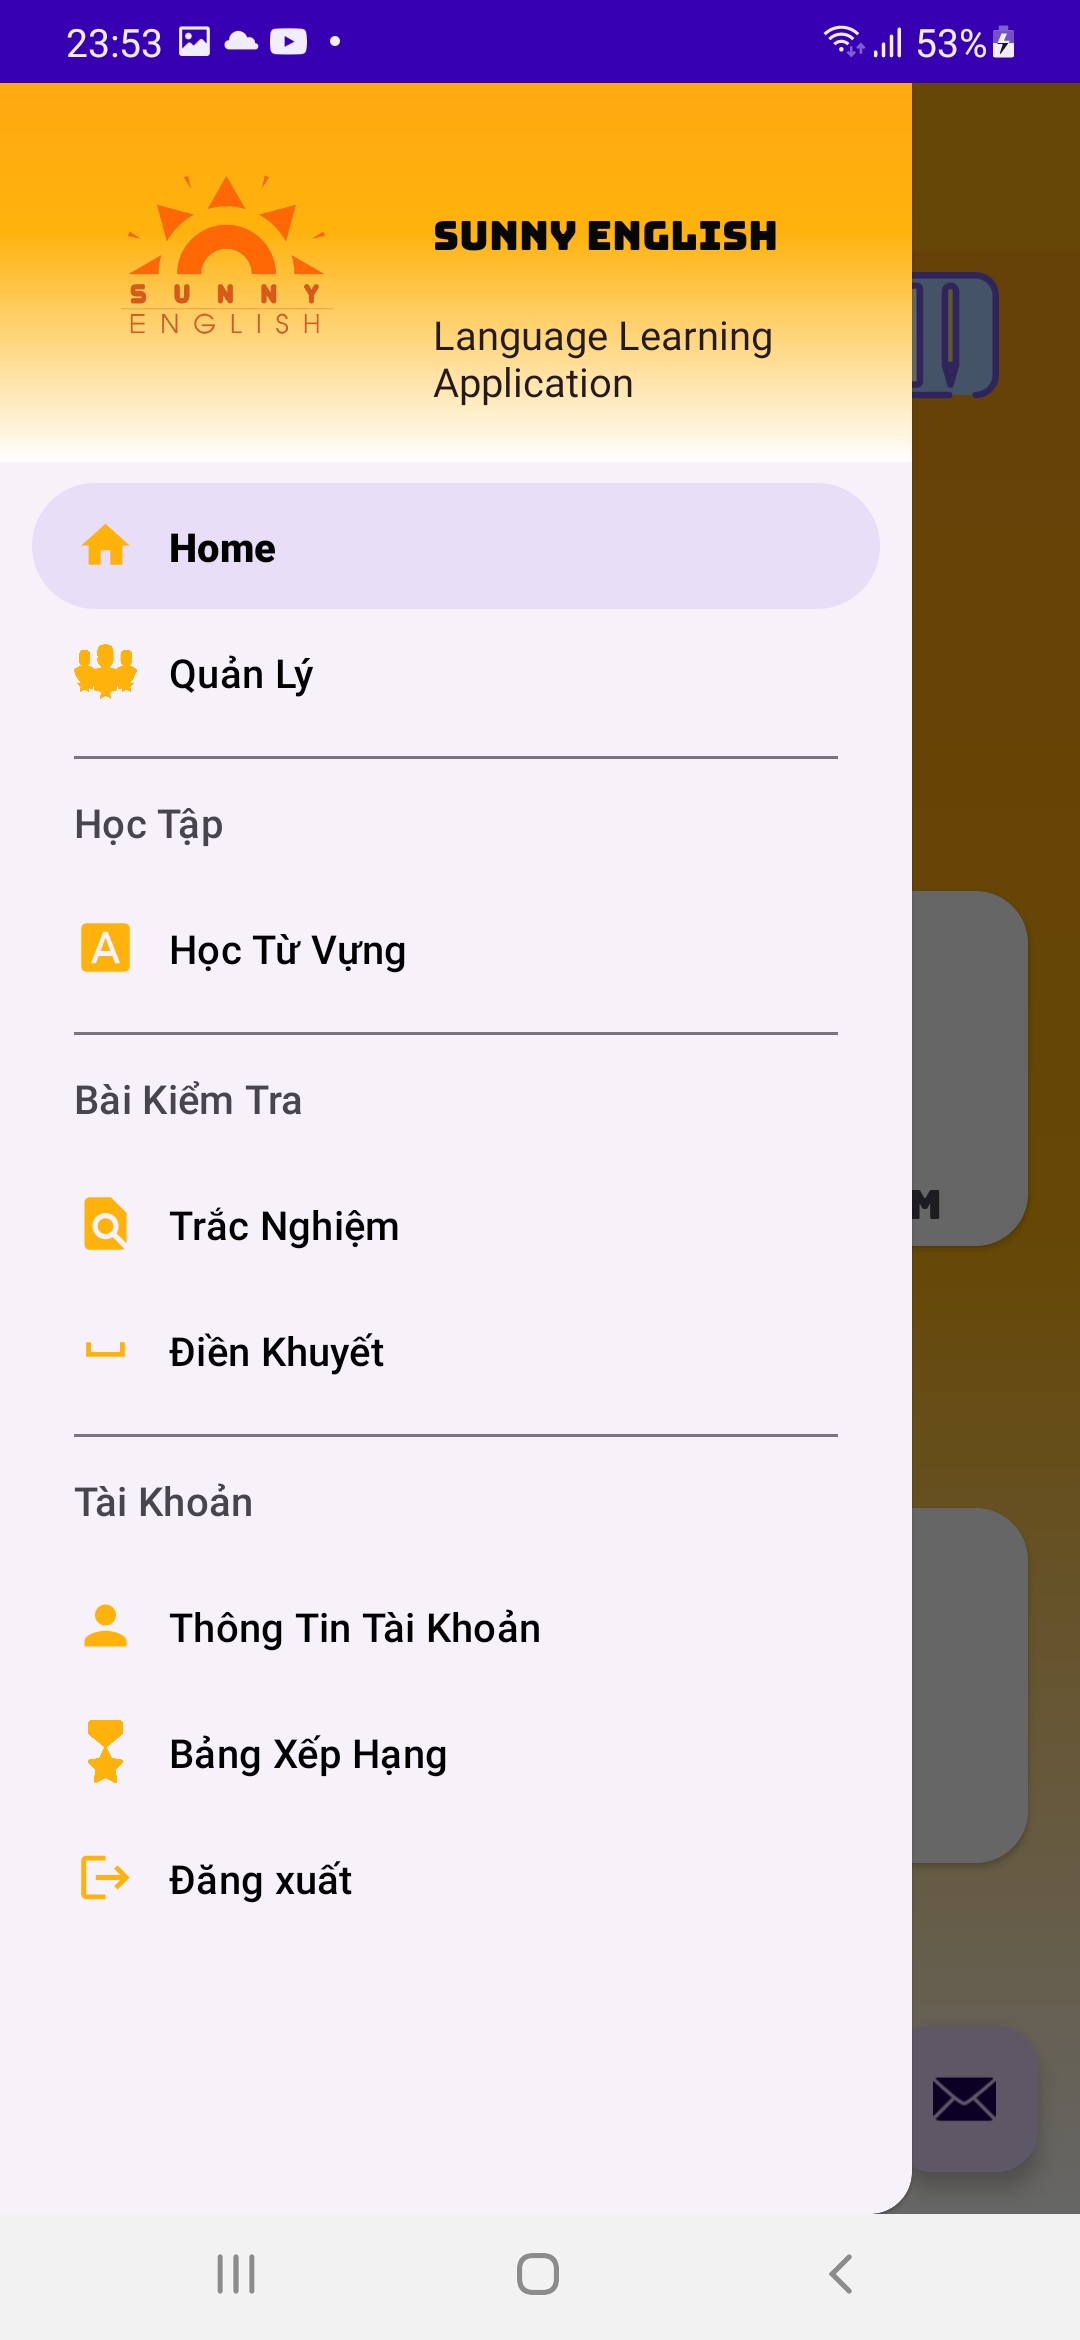 23:53
53%
SUNNY
ENGLISH
SUNNY ENGLISH
Language Learning
Application
Home
Quản Lý
Học Tập
A
Học Từ Vựng
Bài Kiểm Tra
Trắc Nghiệm
M
Điền Khuyết
Tài Khoản
Thông Tin Tài Khoản
Bảng Xếp Hạng
Đăng xuất